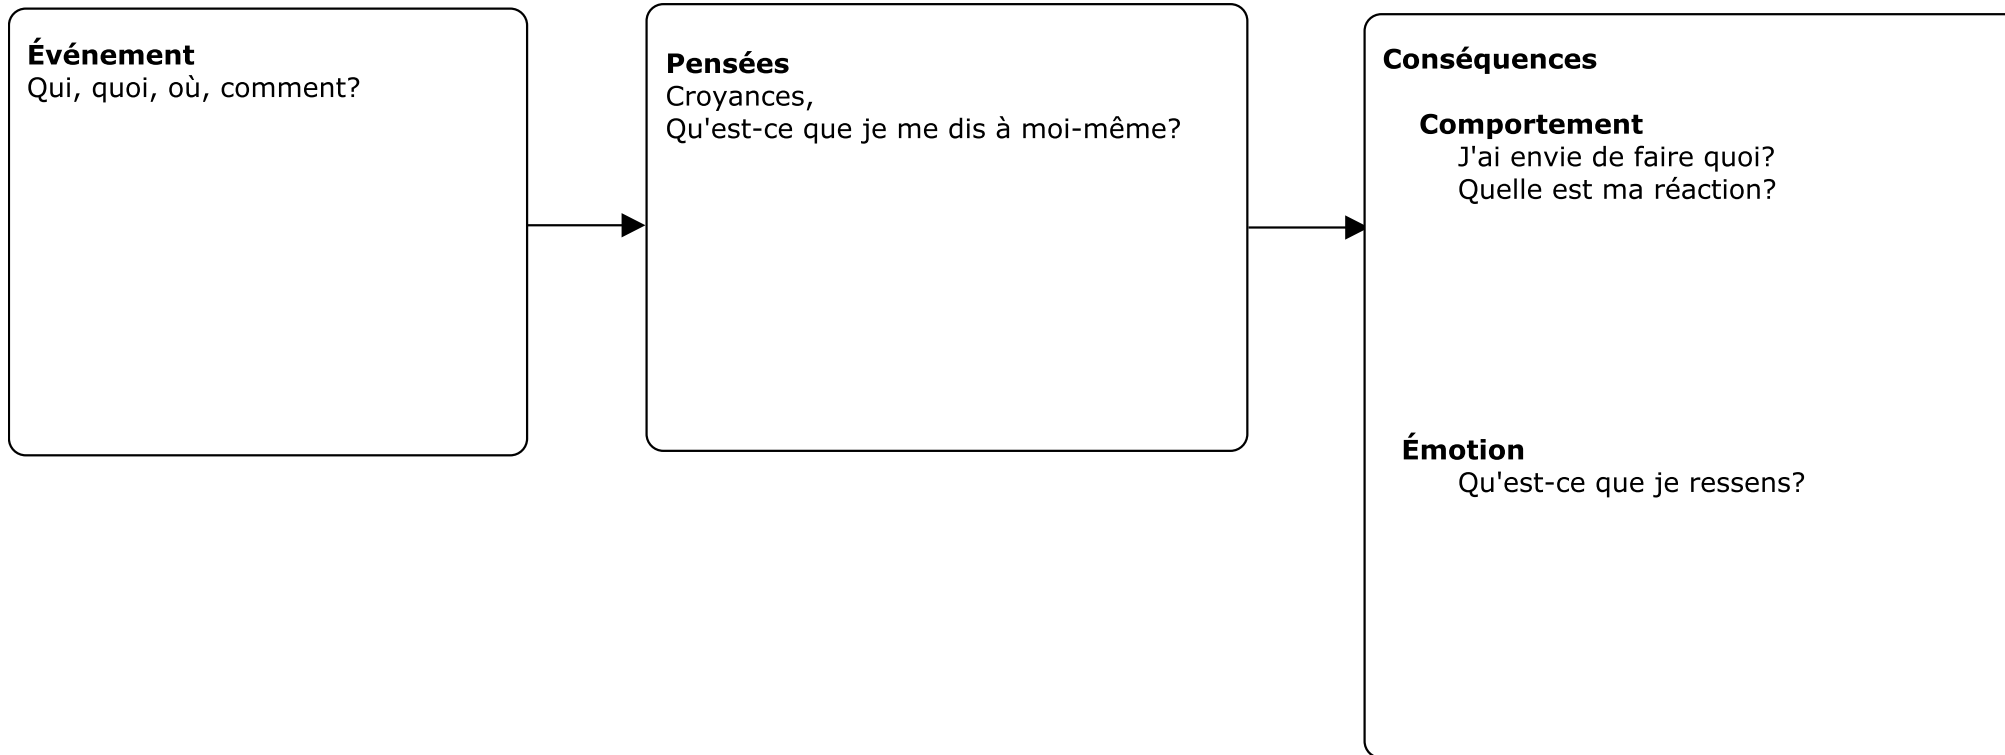 Événement
Qui, quoi, où, comment?
Pensées
Croyances,
Qu'est-ce que je me dis à moi-même?
Conséquences
Comportement
J'ai envie de faire quoi?
Quelle est ma réaction?
Émotion
Qu'est-ce que je ressens?